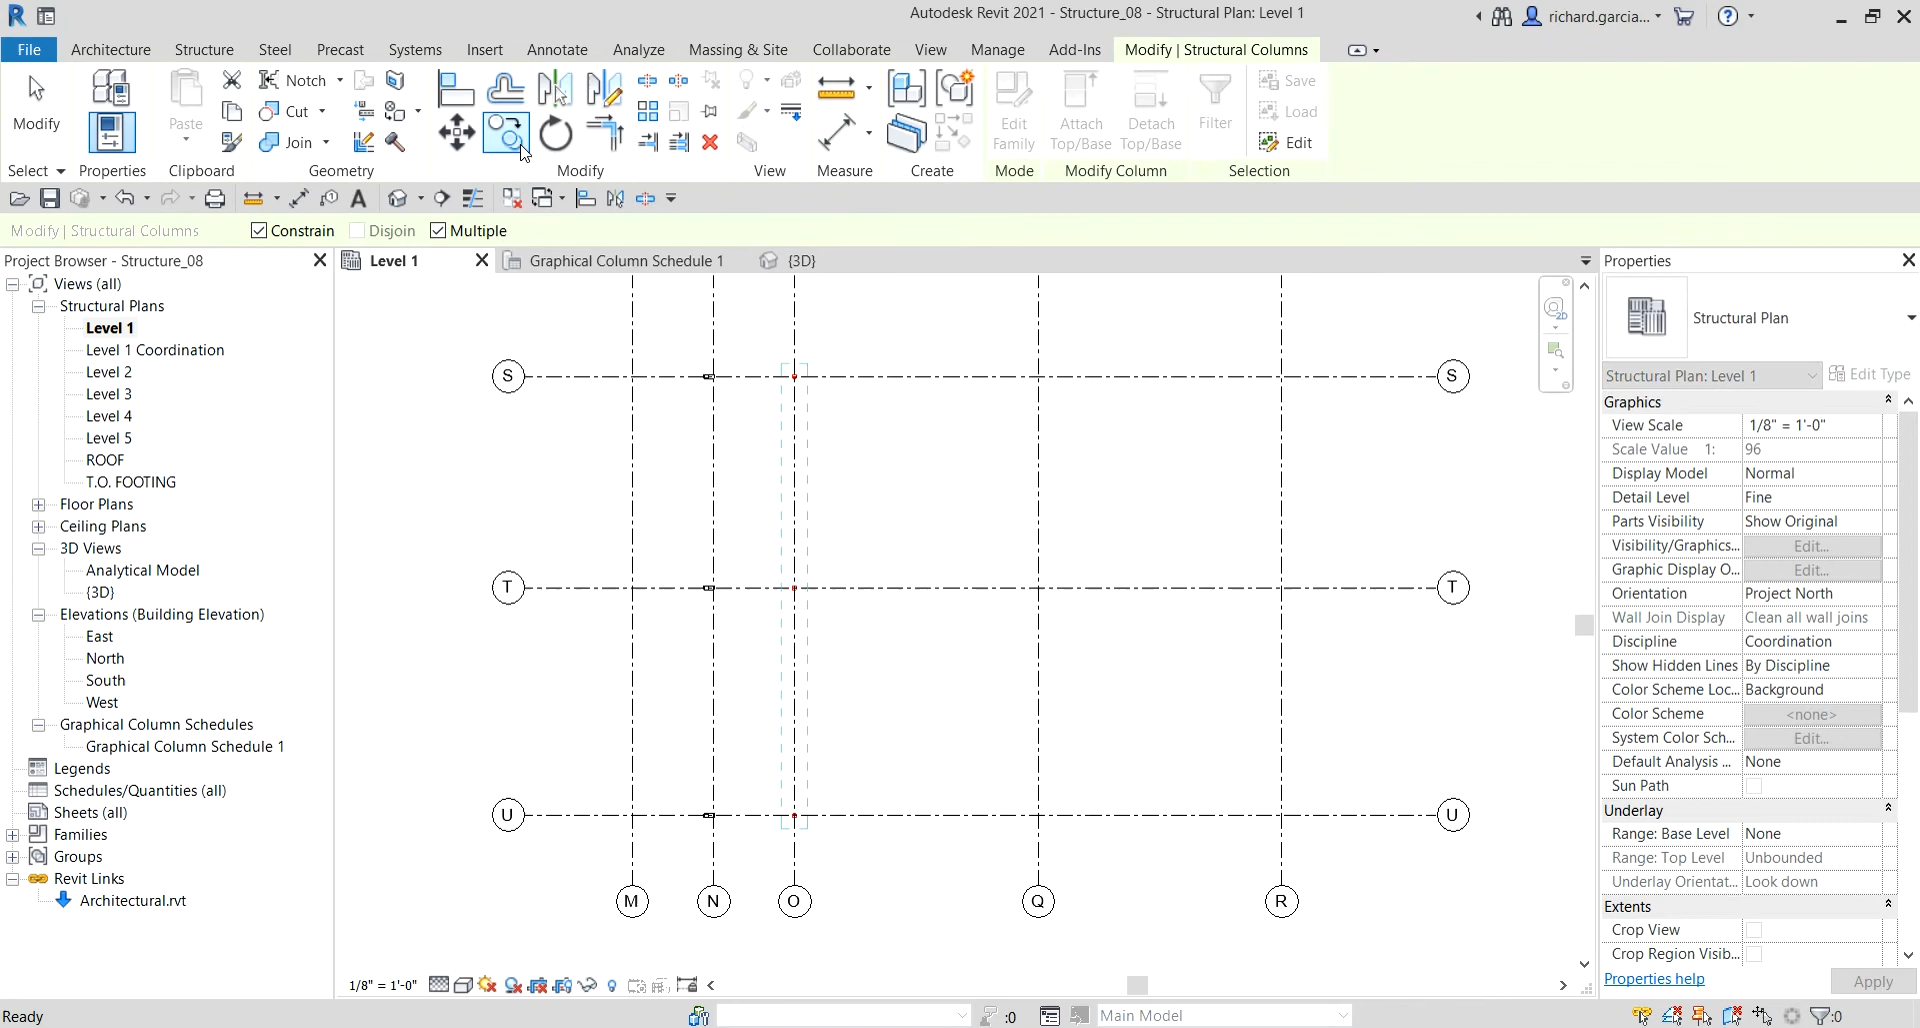 Autodesk Revit 2021 - Structure_08 - Structural Plan: Level 1
richard.garcia...
File Architecture Structure Steel Precast Systems Insert Annotate Analyze Massing & Site Collaborate View Manage Add-Ins Modify | Structural Columns
Modify
Paste
Notch
Cut
Join
Edit Family
Attach Top/Base
Detach Top/Base
Filter
Save
Load
Edit
Select Properties Clipboard Geometry Modify View Measure Create Mode Modify Column Selection
Modify | Structural Columns Constrain Disjoin Multiple
Project Browser - Structure_08
Views (all)
Structural Plans
Level 1
Level 1 Coordination
Level 2
Level 3
Level 4
Level 5
ROOF
T.O. FOOTING
Floor Plans
Ceiling Plans
3D Views
Analytical Model
{3D}
Elevations (Building Elevation)
East
North
South
West
Graphical Column Schedules
Graphical Column Schedule 1
Legends
Schedules/Quantities (all)
Sheets (all)
Families
Groups
Revit Links
Architectural.rvt
Level 1 Graphical Column Schedule 1 {3D}
2D
S S
T T
U U
M N O Q R
1/8" = 1'-0"
Properties
Structural Plan
Structural Plan: Level 1 Edit Type
Graphics
View Scale 1/8" = 1'-0"
Scale Value 1: 96
Display Model Normal
Detail Level Fine
Parts Visibility Show Original
Visibility/Graphics... Edit...
Graphic Display O... Edit...
Orientation Project North
Wall Join Display Clean all wall joins
Discipline Coordination
Show Hidden Lines By Discipline
Color Scheme Loc... Background
Color Scheme <none>
System Color Sch... Edit...
Default Analysis ... None
Sun Path
Underlay
Range: Base Level None
Range: Top Level Unbounded
Underlay Orientat... Look down
Extents
Crop View
Crop Region Visib...
Properties help Apply
Ready :0 Main Model :0